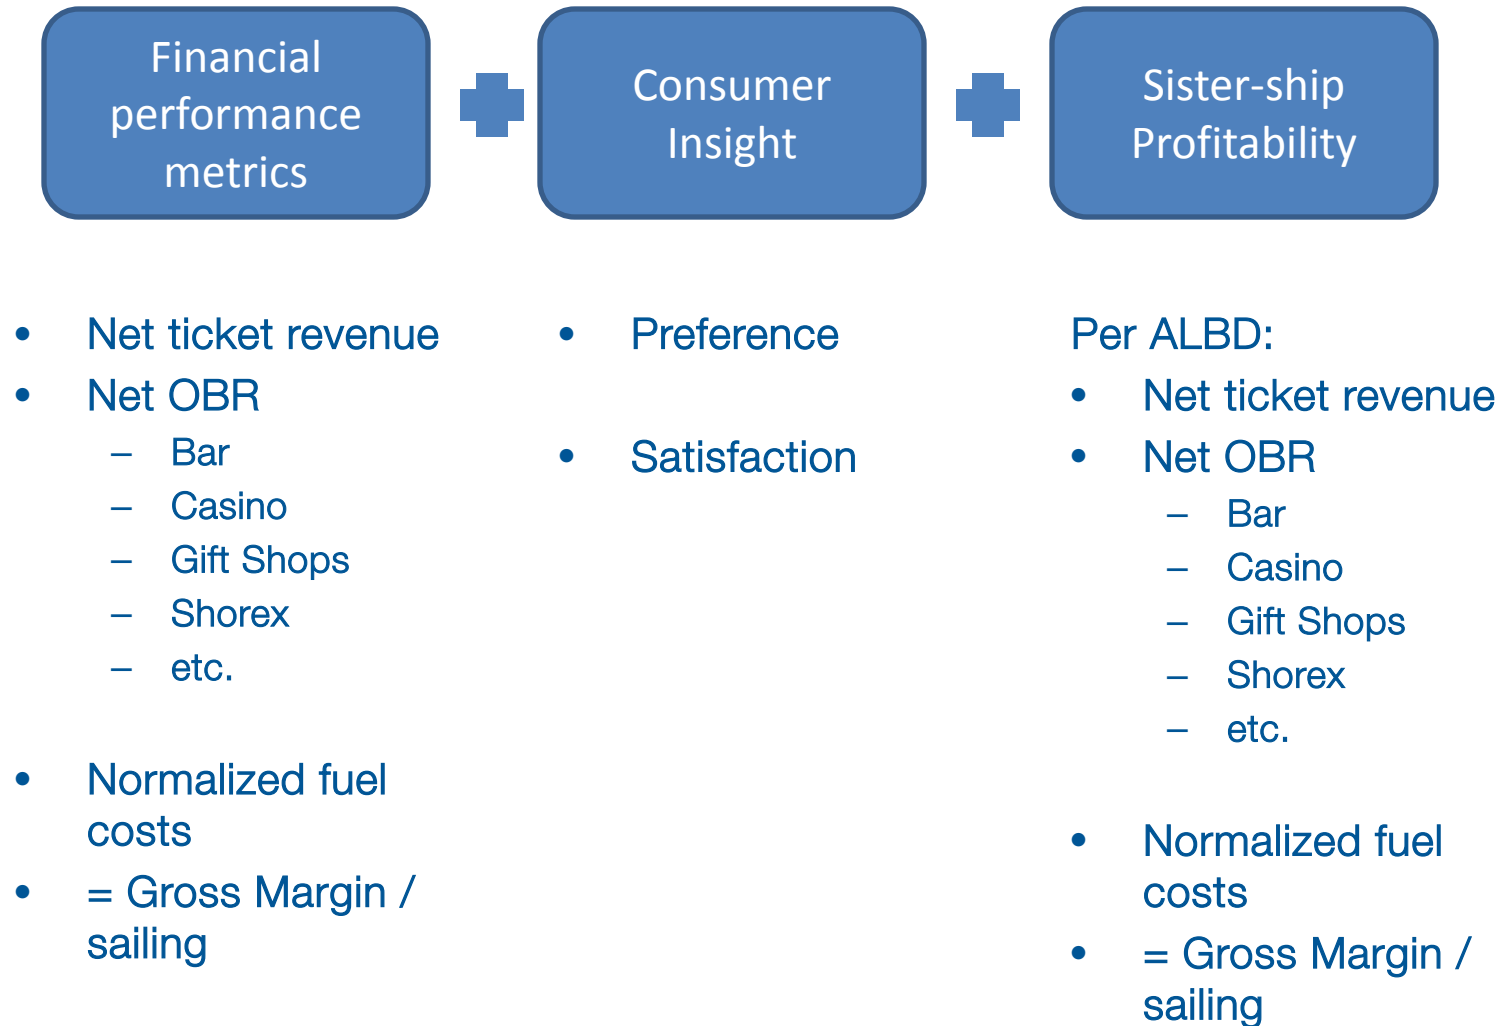 Financial
performance
metrics
Consumer
Insight
Sister-ship
Profitability
• Net ticket revenue
• Net OBR
– Bar
– Casino
– Gift Shops
– Shorex
– etc.
• Normalized fuel
costs
• = Gross Margin /
sailing
• Preference
• Satisfaction
Per ALBD:
• Net ticket revenue
• Net OBR
– Bar
– Casino
– Gift Shops
– Shorex
– etc.
• Normalized fuel
costs
• = Gross Margin /
sailing